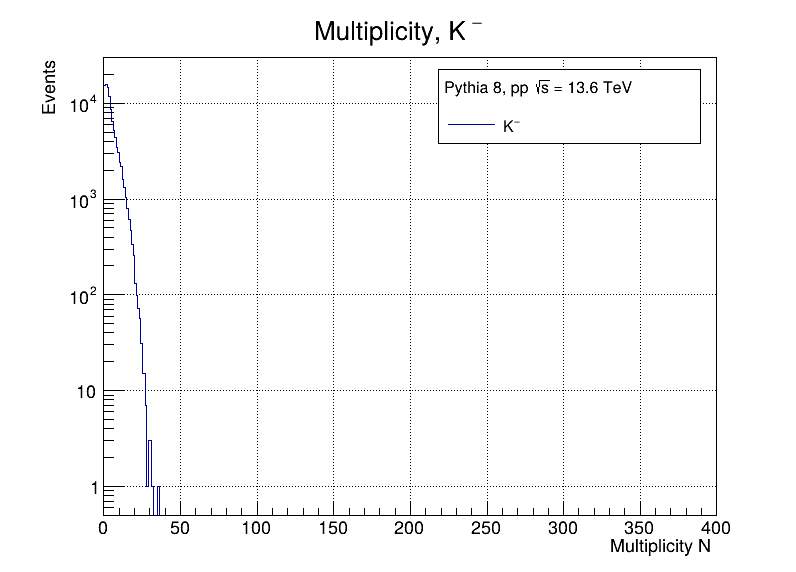 Multiplicity, K⁻
Events
Pythia 8, pp √s = 13.6 TeV
K⁻
10⁴
10³
10²
10
1
0 50 100 150 200 250 300 350 400
Multiplicity N